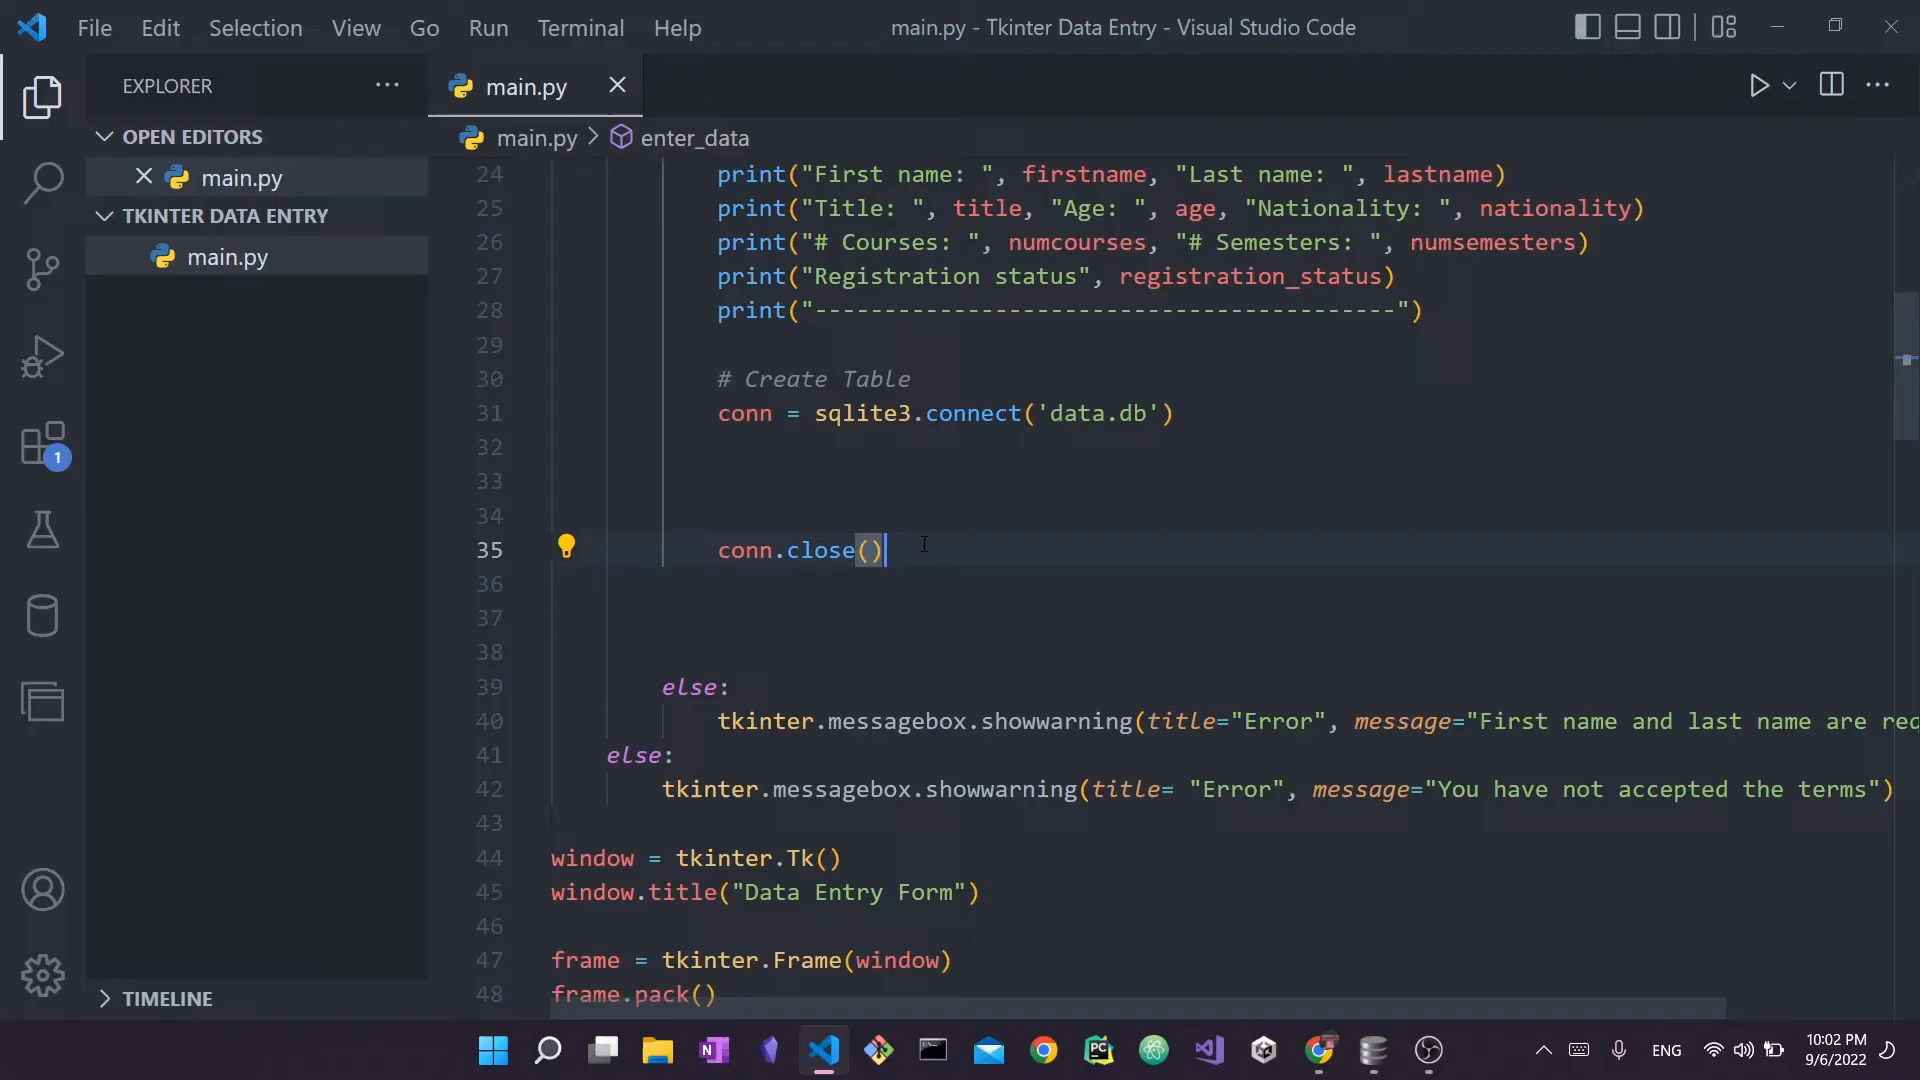 File Edit Selection View Go Run Terminal Help
main.py - Tkinter Data Entry - Visual Studio Code
EXPLORER
main.py
OPEN EDITORS
main.py
TKINTER DATA ENTRY
main.py
TIMELINE
1
main.py > enter_data
24 print("First name: ", firstname, "Last name: ", lastname)
25 print("Title: ", title, "Age: ", age, "Nationality: ", nationality)
26 print("# Courses: ", numcourses, "# Semesters: ", numsemesters)
27 print("Registration status", registration_status)
28 print("------------------------------------------")
29
30 # Create Table
31 conn = sqlite3.connect('data.db')
32
33
34
35 conn.close()
36
37
38
39 else:
40 tkinter.messagebox.showwarning(title="Error", message="First name and last name are req
41 else:
42 tkinter.messagebox.showwarning(title= "Error", message="You have not accepted the terms")
43
44 window = tkinter.Tk()
45 window.title("Data Entry Form")
46
47 frame = tkinter.Frame(window)
48 frame.pack()
ENG
10:02 PM
9/6/2022